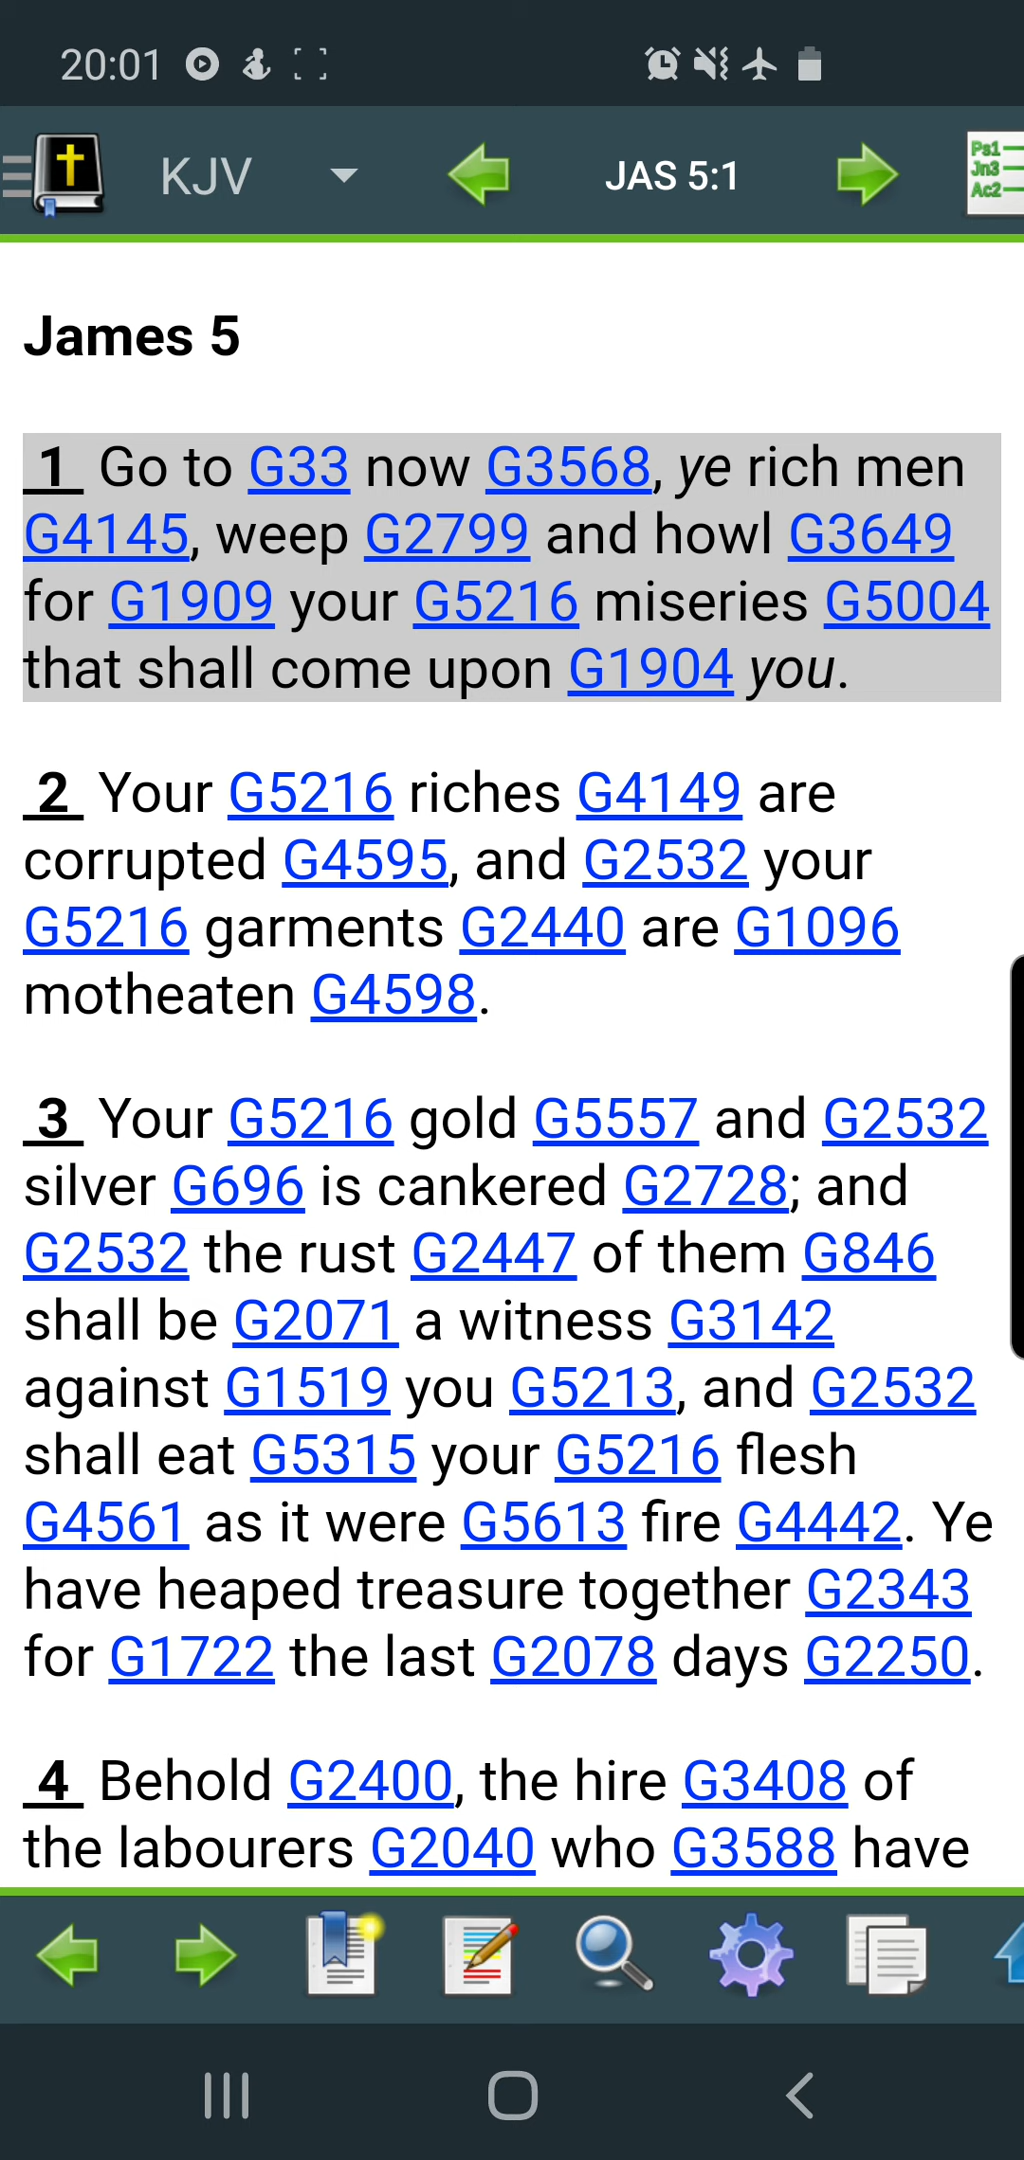 20:01
KJV
JAS 5:1
Ps1
Jn3
Ac2
James 5
1 Go to G33 now G3568, ye rich men
G4145, weep G2799 and howl G3649
for G1909 your G5216 miseries G5004
that shall come upon G1904 you.
2 Your G5216 riches G4149 are
corrupted G4595, and G2532 your
G5216 garments G2440 are G1096
motheaten G4598.
3 Your G5216 gold G5557 and G2532
silver G696 is cankered G2728; and
G2532 the rust G2447 of them G846
shall be G2071 a witness G3142
against G1519 you G5213, and G2532
shall eat G5315 your G5216 flesh
G4561 as it were G5613 fire G4442. Ye
have heaped treasure together G2343
for G1722 the last G2078 days G2250.
4 Behold G2400, the hire G3408 of
the labourers G2040 who G3588 have